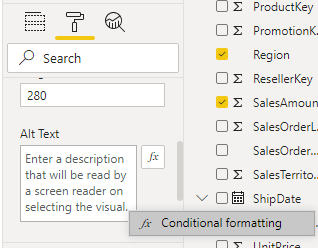 Search
280
Alt Text
Enter a description
that will be read by
a screen reader on
selecting the visual.
fx
fx Conditional formatting
ProductKey
PromotionK
Region
ResellerKey
SalesAmoun
SalesOrderL
SalesOrder...
SalesTerrito
ShipDate
UnitPrice